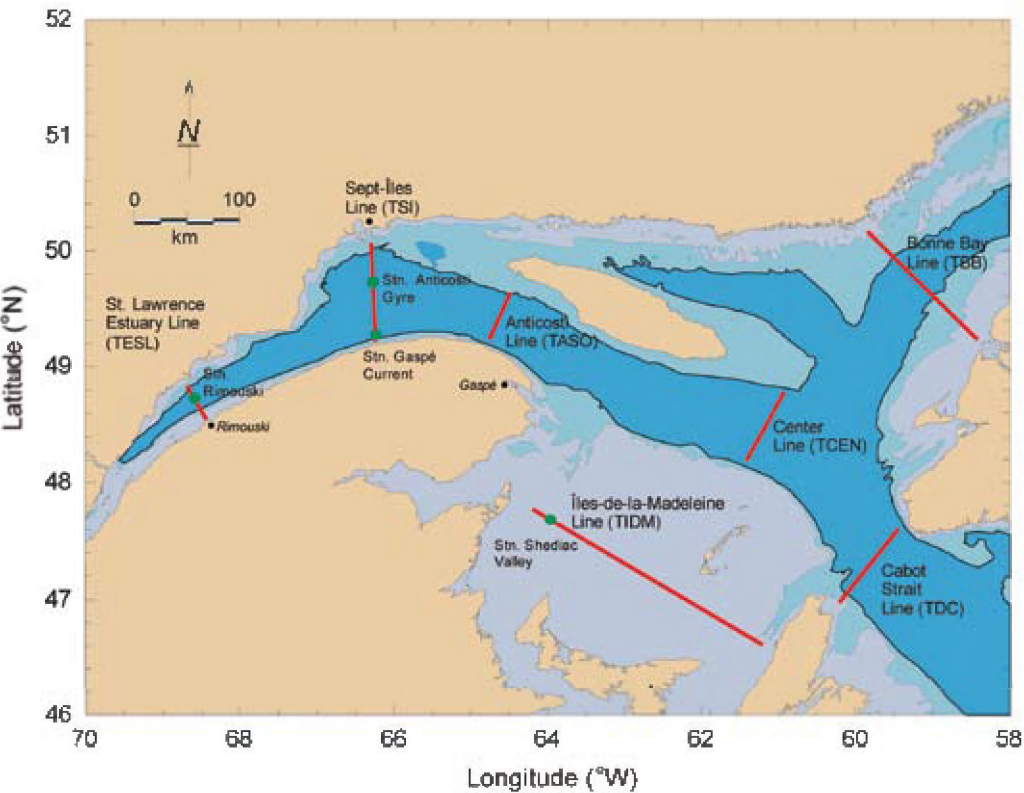 52
51
50
49
48
47
46
Latitude (°N)
N
0 100
km
Sept-Îles
Line (TSI)
Bonne Bay
Line (TBB)
Stn. Anticosti
Gyre
St. Lawrence
Estuary Line
(TESL)
Anticosti
Line (TASO)
Stn. Gaspé
Current
Gaspé
Stn.
Rimouski
Rimouski
Center
Line (TCEN)
Îles-de-la-Madeleine
Line (TIDM)
Stn. Shediac
Valley
Cabot
Strait
Line (TDC)
70 68 66 64 62 60 58
Longitude (°W)